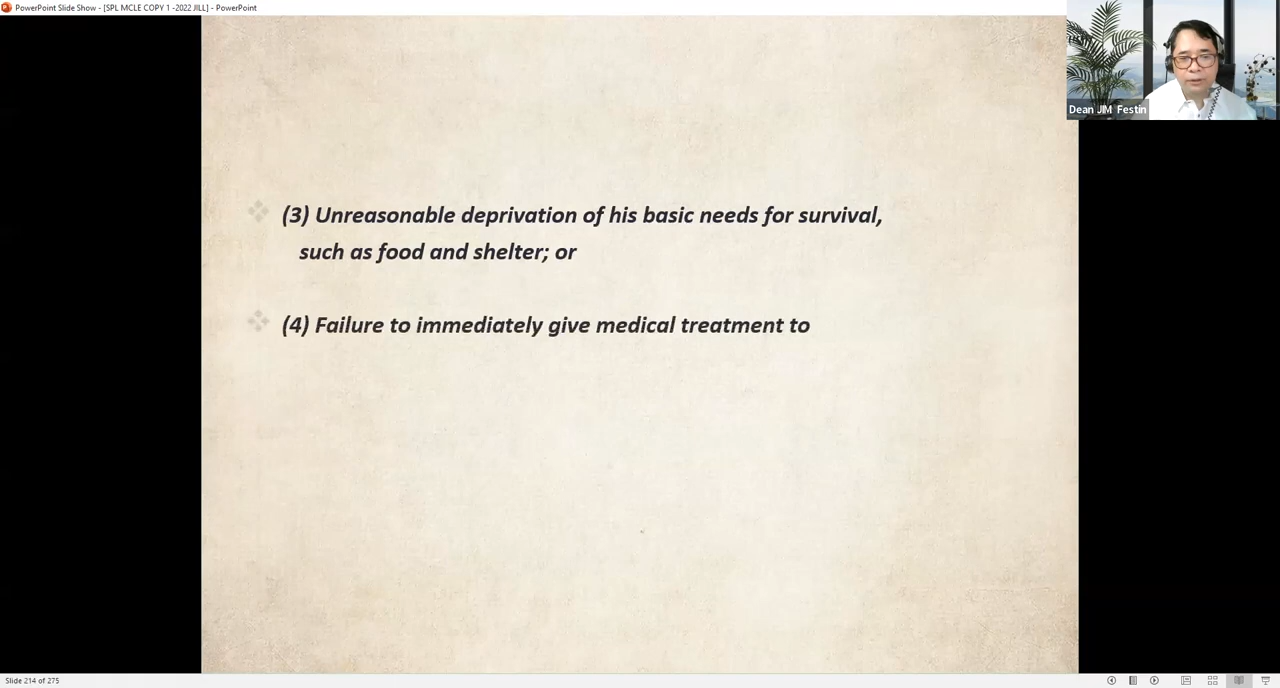 PowerPoint Slide Show - [SPL MCLE COPY 1 -2022 JILL] - PowerPoint
Dean JIM Festin
(3) Unreasonable deprivation of his basic needs for survival,
such as food and shelter; or
(4) Failure to immediately give medical treatment to
Slide 214 of 275